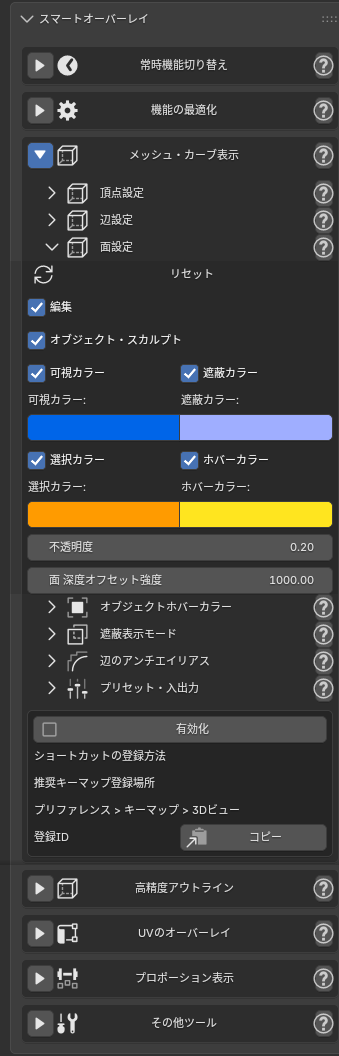 スマートオーバーレイ
常時機能切り替え
機能の最適化
メッシュ・カーブ表示
頂点設定
辺設定
面設定
リセット
編集
オブジェクト・スカルプト
可視カラー 遮蔽カラー
可視カラー: 遮蔽カラー:
選択カラー ホバーカラー
選択カラー: ホバーカラー:
不透明度 0.20
面 深度オフセット強度 1000.00
オブジェクトホバーカラー
遮蔽表示モード
辺のアンチエイリアス
プリセット・入出力
有効化
ショートカットの登録方法
推奨キーマップ登録場所
プリファレンス > キーマップ > 3Dビュー
登録ID コピー
高精度アウトライン
UVのオーバーレイ
プロポーション表示
その他ツール